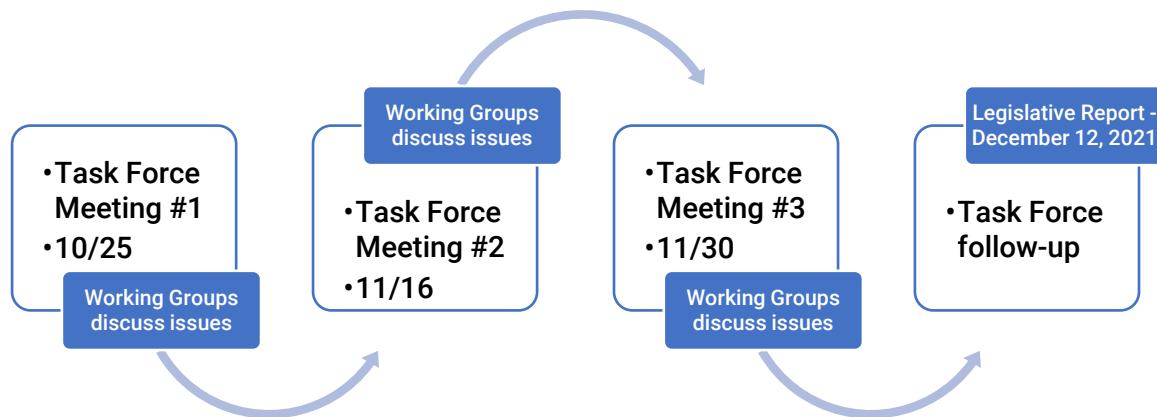 •Task Force
Meeting #1
•10/25
Working Groups
discuss issues
Working Groups
discuss issues
•Task Force
Meeting #2
•11/16
•Task Force
Meeting #3
•11/30
Working Groups
discuss issues
Legislative Report -
December 12, 2021
•Task Force
follow-up